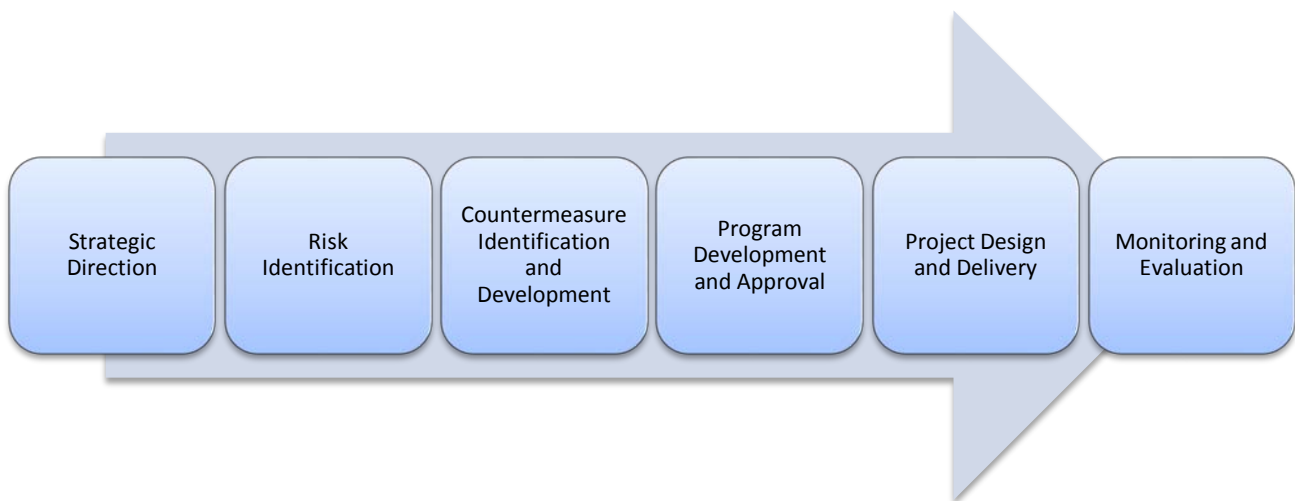 Strategic
Direction
Risk
Identification
Countermeasure
Identification
and
Development
Program
Development
and Approval
Project Design
and Delivery
Monitoring and
Evaluation